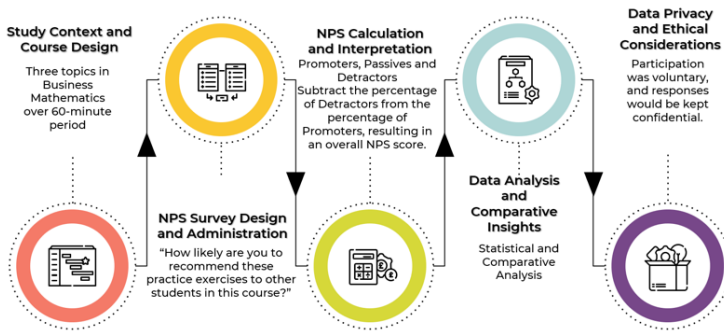 Study Context and
Course Design
Three topics in
Business
Mathematics
over 60-minute
period
NPS Survey Design
and Administration
“How likely are you to
recommend these
practice exercises to other
students in this course?”
NPS Calculation
and Interpretation
Promoters, Passives and
Detractors
Subtract the percentage
of Detractors from the
percentage of
Promoters, resulting in
an overall NPS score.
Data Analysis
and
Comparative
Insights
Statistical and
Comparative
Analysis
Data Privacy
and Ethical
Considerations
Participation
was voluntary,
and responses
would be kept
confidential.